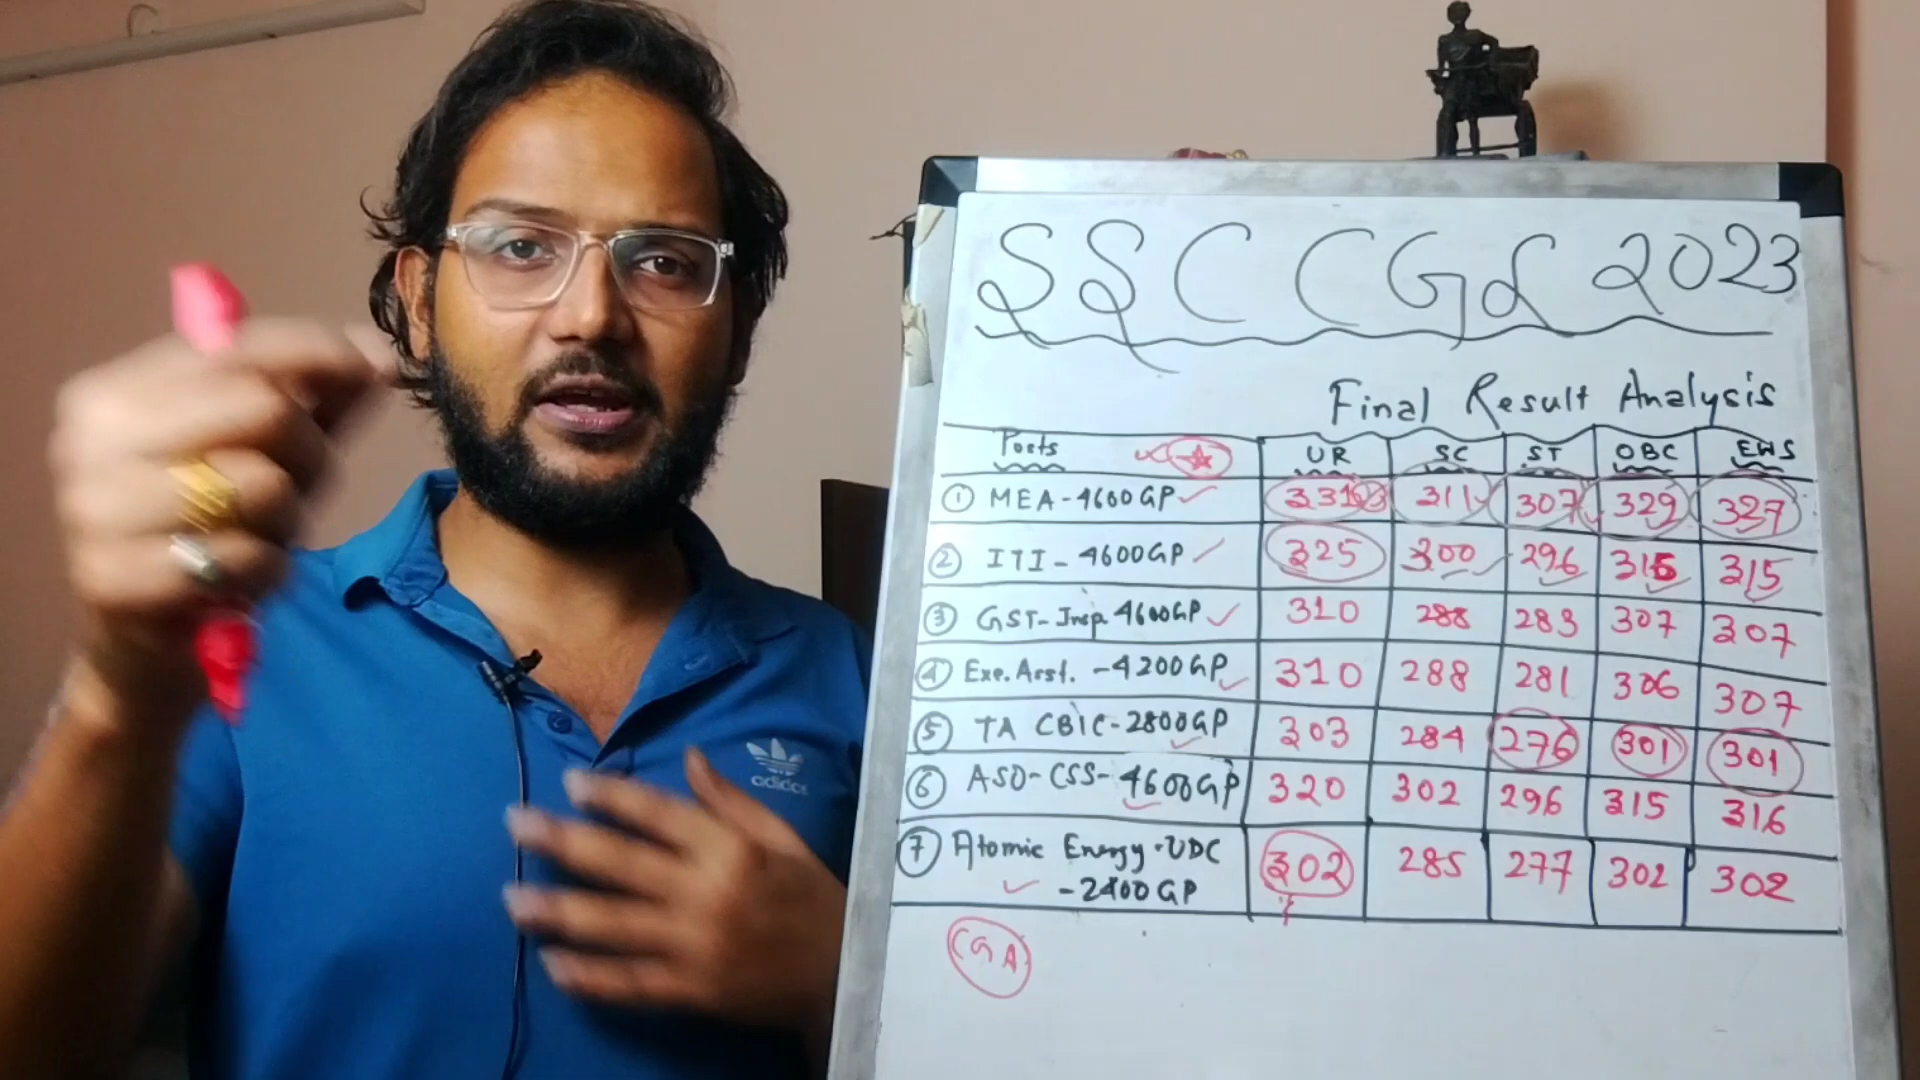 SSC CGL 2023
Final Result Analysis
Posts UR SC ST OBC EWS
① MEA-4600GP 311 307 329 327
② ITI-4600GP 325 300 296 315 315
③ GST-Insp. 4600GP 310 288 283 307 307
④ Exe.Asst.-4200GP 310 288 281 306 307
⑤ TA CBIC-2800GP 303 284 276 301 301
⑥ ASO-CSS-4600GP 320 302 296 315 316
⑦ Atomic Energy-UDC 302 285 277 302 302
-2400GP
CGA
adidas